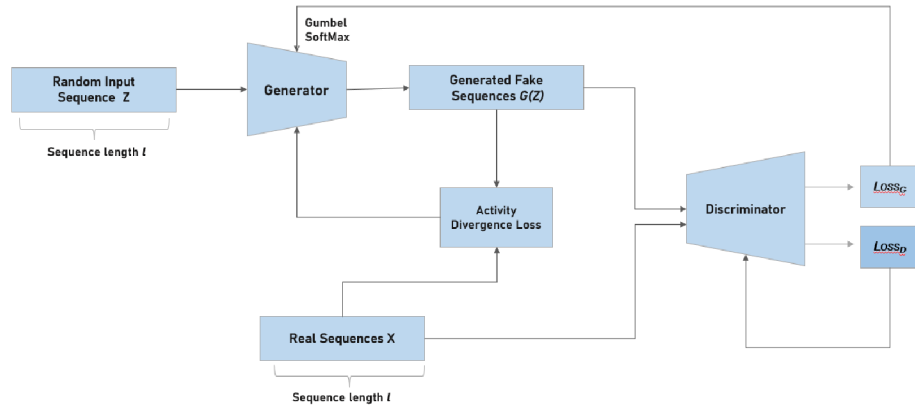 Gumbel
SoftMax
Random Input
Sequence Z
Sequence length l
Generator
Generated Fake
Sequences G(Z)
Activity
Divergence Loss
Discriminator
LossG
LossD
Real Sequences X
Sequence length l